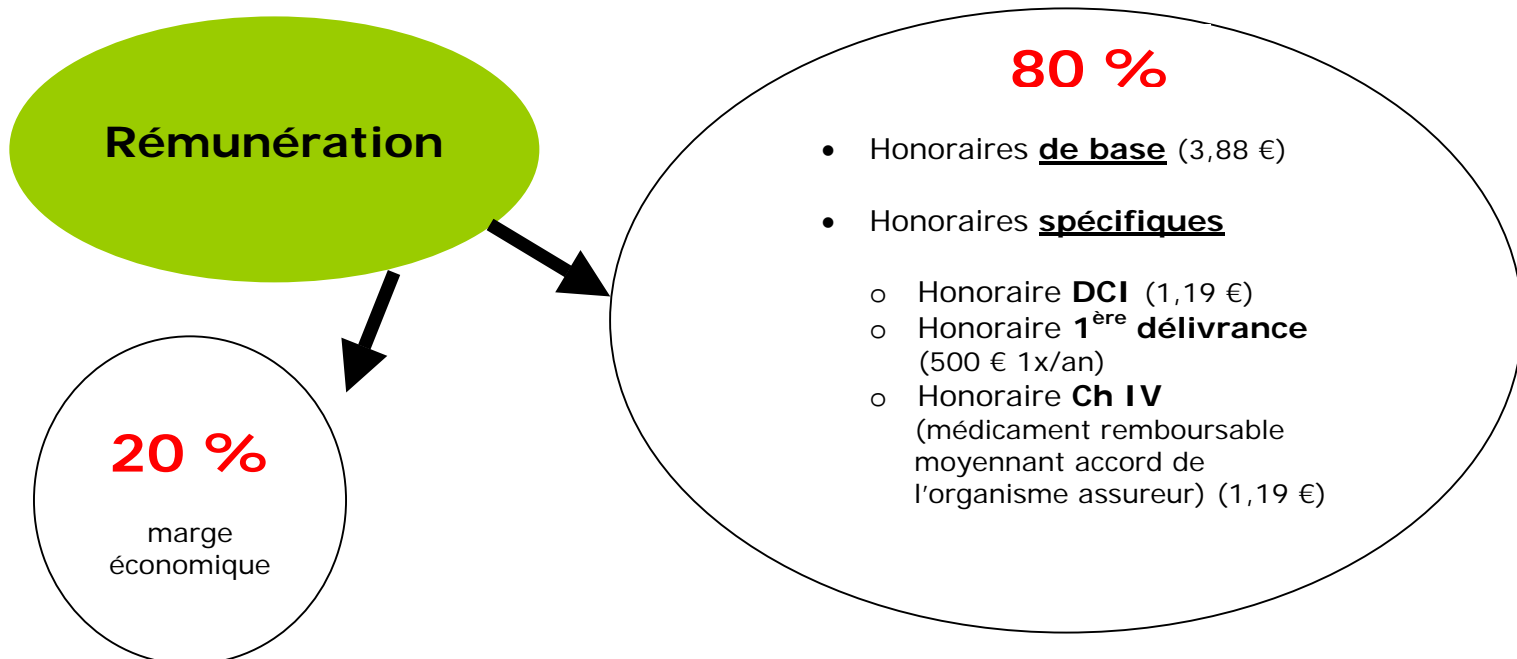 Rémunération
20 %
marge
économique
80 %
• Honoraires de base (3,88 €)
• Honoraires spécifiques
o Honoraire DCI (1,19 €)
o Honoraire 1ère délivrance
(500 € 1x/an)
o Honoraire Ch IV
(médicament remboursable
moyennant accord de
l'organisme assureur) (1,19 €)